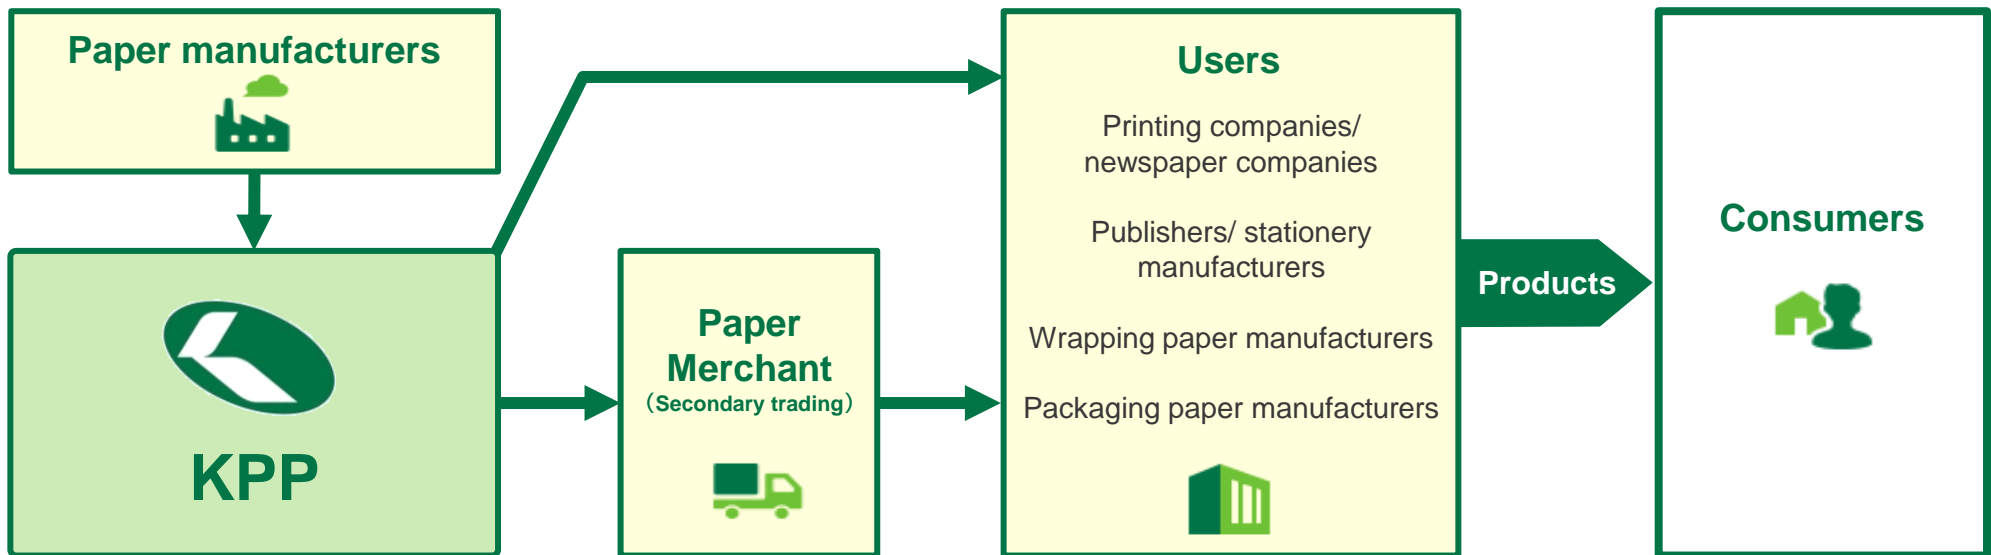 Paper manufacturers
KPP
Paper
Merchant
（Secondary trading）
Users
Printing companies/
newspaper companies
Publishers/ stationery
manufacturers
Wrapping paper manufacturers
Packaging paper manufacturers
Products
Consumers